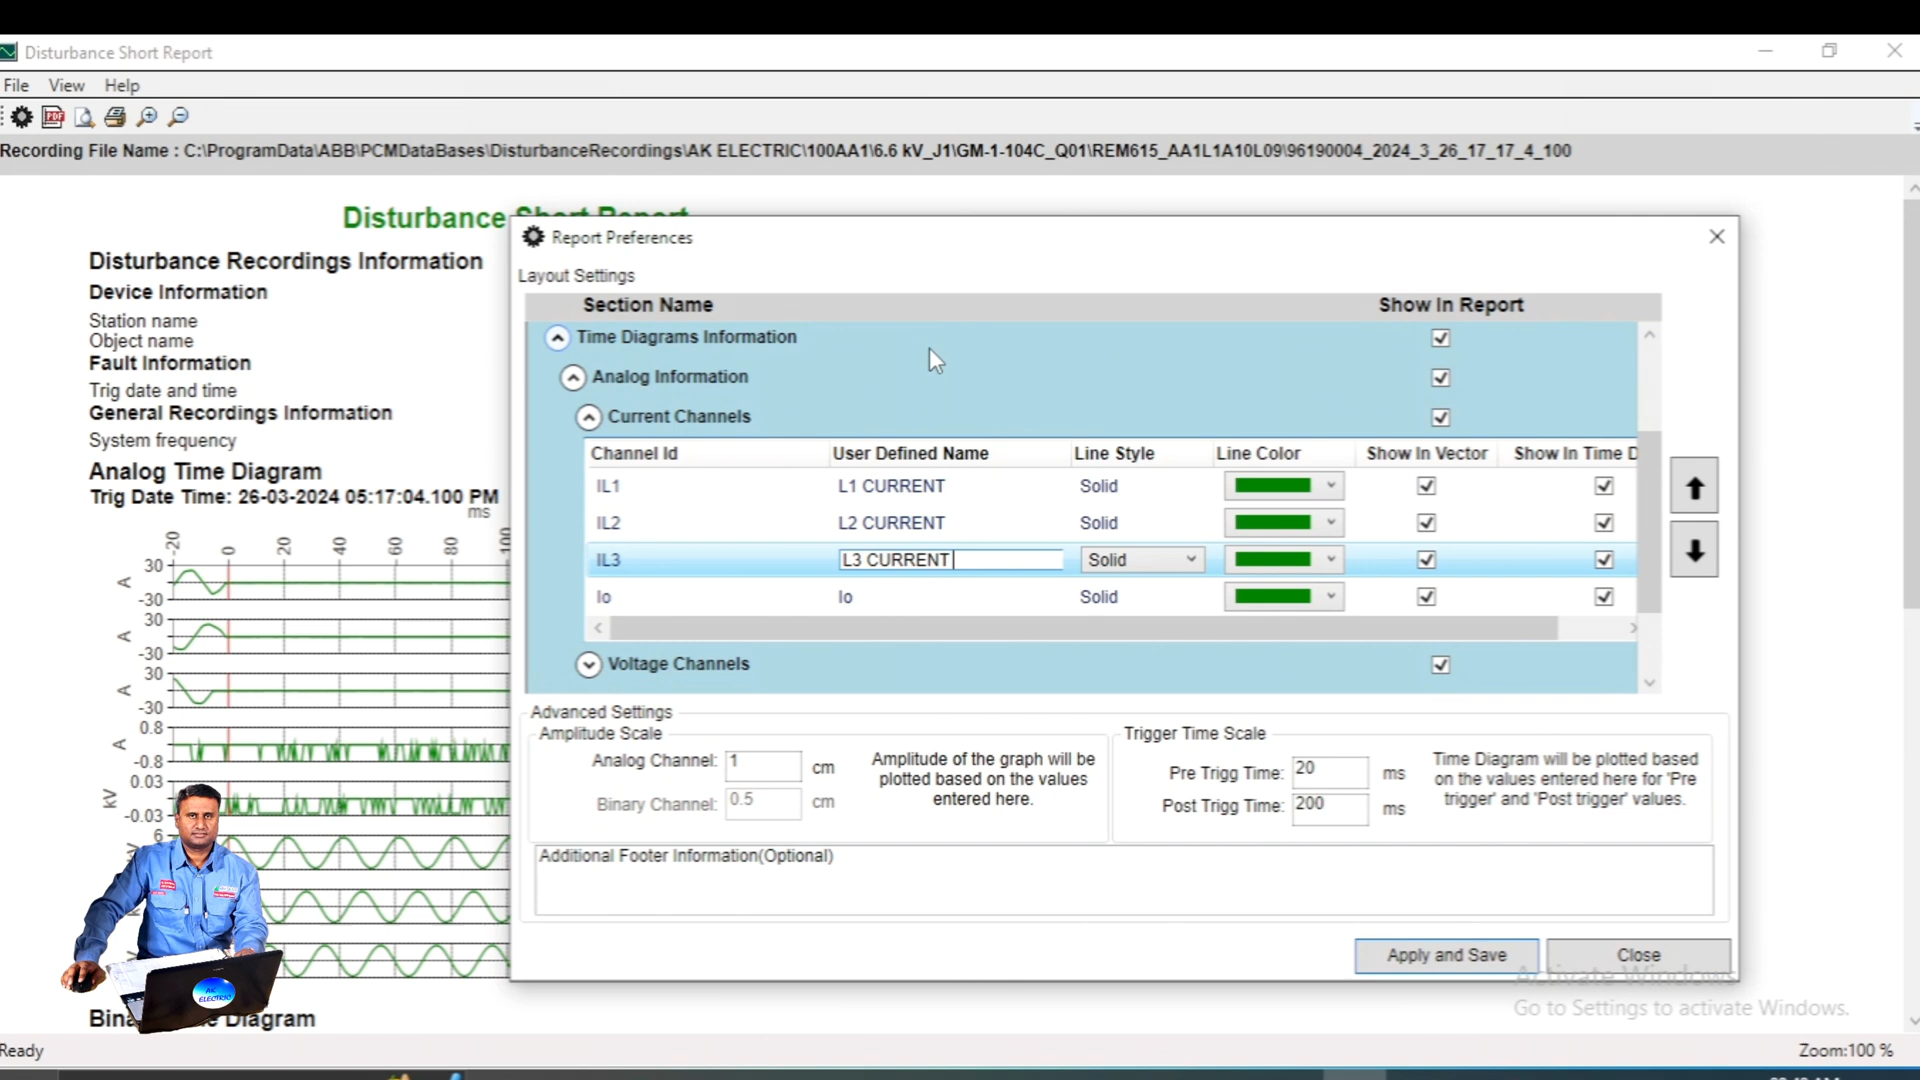 Disturbance Short Report
File View Help
Recording File Name : C:\ProgramData\ABB\PCMDataBases\DisturbanceRecordings\AK ELECTRIC\100AA1\6.6 kV_J1\GM-1-104C_Q01\REM615_AA1L1A10L09\96190004_2024_3_26_17_17_4_100
Disturbance Short Report
Disturbance Recordings Information
Device Information
Station name
Object name
Fault Information
Trig date and time
General Recordings Information
System frequency
Analog Time Diagram
Trig Date Time: 26-03-2024 05:17:04.100 PM
ms
-20 0 20 40 60 80 100
30
A
-30
30
A
-30
30
A
-30
0.8
A
-0.8
0.03
kV
-0.03
6
AK
ELECTRIC
Report Preferences
Layout Settings
Section Name Show In Report
Time Diagrams Information
Analog Information
Current Channels
Channel Id User Defined Name Line Style Line Color Show In Vector Show In Time D
IL1 L1 CURRENT Solid
IL2 L2 CURRENT Solid
IL3 L3 CURRENT Solid
Io Io Solid
Voltage Channels
Advanced Settings
Amplitude Scale
Analog Channel: 1 cm
Binary Channel: 0.5 cm
Amplitude of the graph will be
plotted based on the values
entered here.
Trigger Time Scale
Pre Trigg Time: 20 ms
Post Trigg Time: 200 ms
Time Diagram will be plotted based
on the values entered here for 'Pre
trigger' and 'Post trigger' values.
Additional Footer Information(Optional)
Apply and Save Close
Activate Windows
Go to Settings to activate Windows.
Diagram
Ready Zoom:100 %